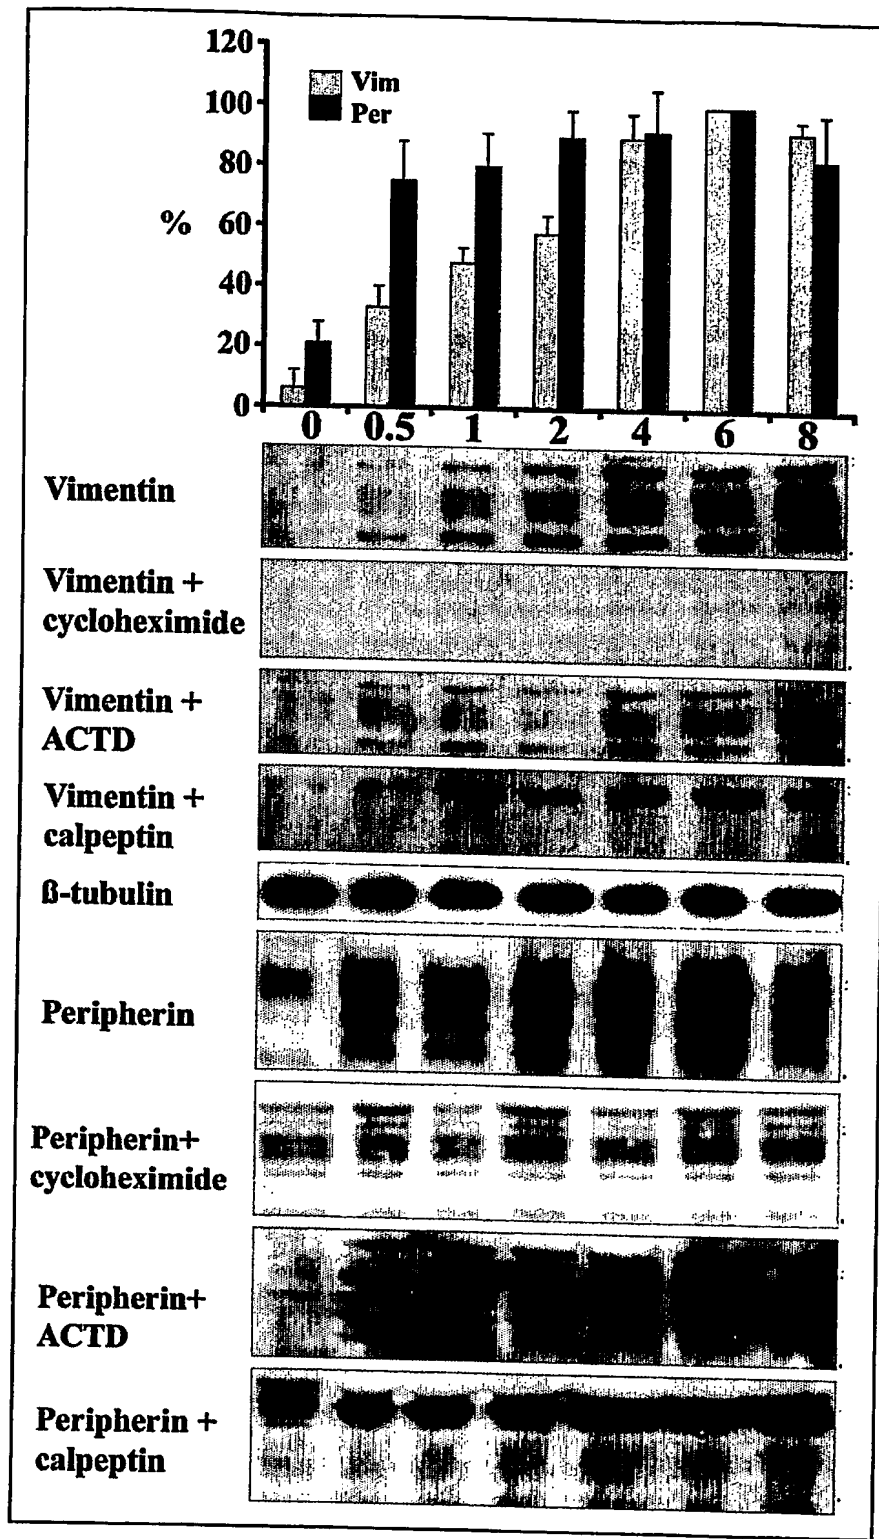 120
100
80
% 60
40
20
0
Vim
Per
0 0.5 1 2 4 6 8
Vimentin
Vimentin +
cycloheximide
Vimentin +
ACTD
Vimentin +
calpeptin
ß-tubulin
Peripherin
Peripherin+
cycloheximide
Peripherin+
ACTD
Peripherin +
calpeptin